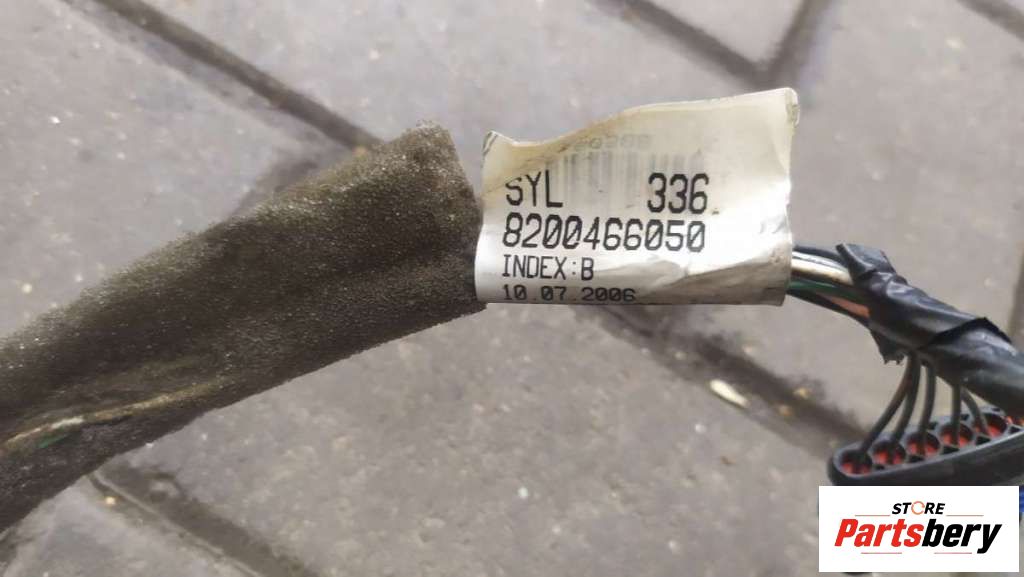 SYL 336
8200466050
INDEX:B
10.07.2006
STORE
Partsbery